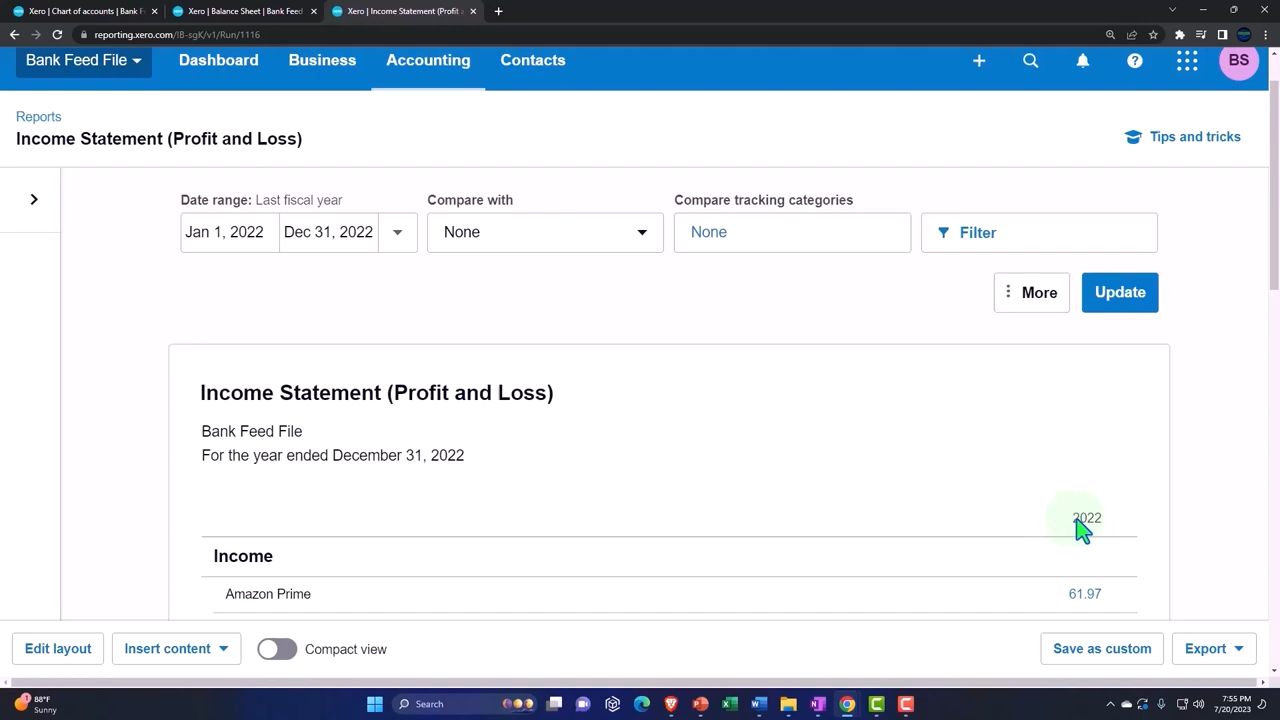 Xero | Chart of accounts | Bank F
Xero | Balance Sheet | Bank Feed
Xero | Income Statement (Profit a
reporting.xero.com/!B-sgK/v1/Run/1116
Bank Feed File
Dashboard
Business
Accounting
Contacts
BS
Reports
Income Statement (Profit and Loss)
Tips and tricks
Date range: Last fiscal year
Compare with
Compare tracking categories
Jan 1, 2022
Dec 31, 2022
None
None
Filter
More
Update
Income Statement (Profit and Loss)
Bank Feed File
For the year ended December 31, 2022
2022
Income
Amazon Prime
61.97
Edit layout
Insert content
Compact view
Save as custom
Export
88°F
Sunny
Search
7:55 PM
7/20/2023